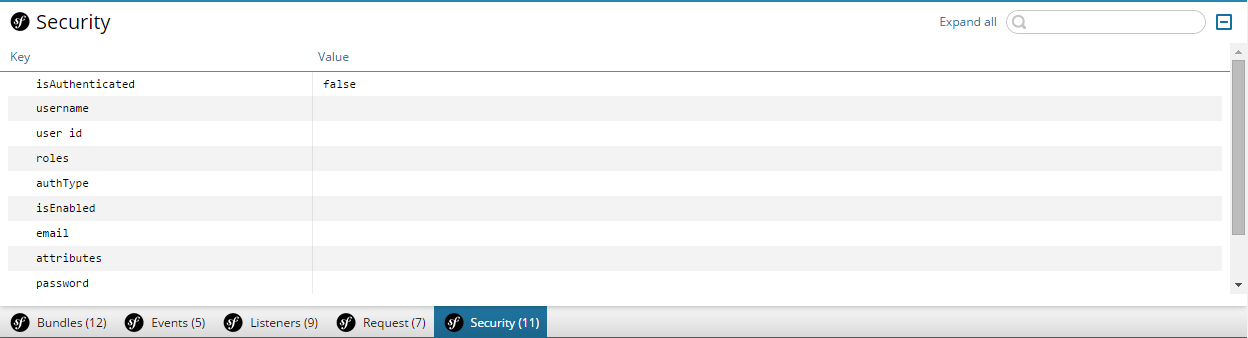 Security Expand all
Key Value
isAuthenticated false
username
user id
roles
authType
isEnabled
email
attributes
password
Bundles (12) Events (5) Listeners (9) Request (7) Security (11)